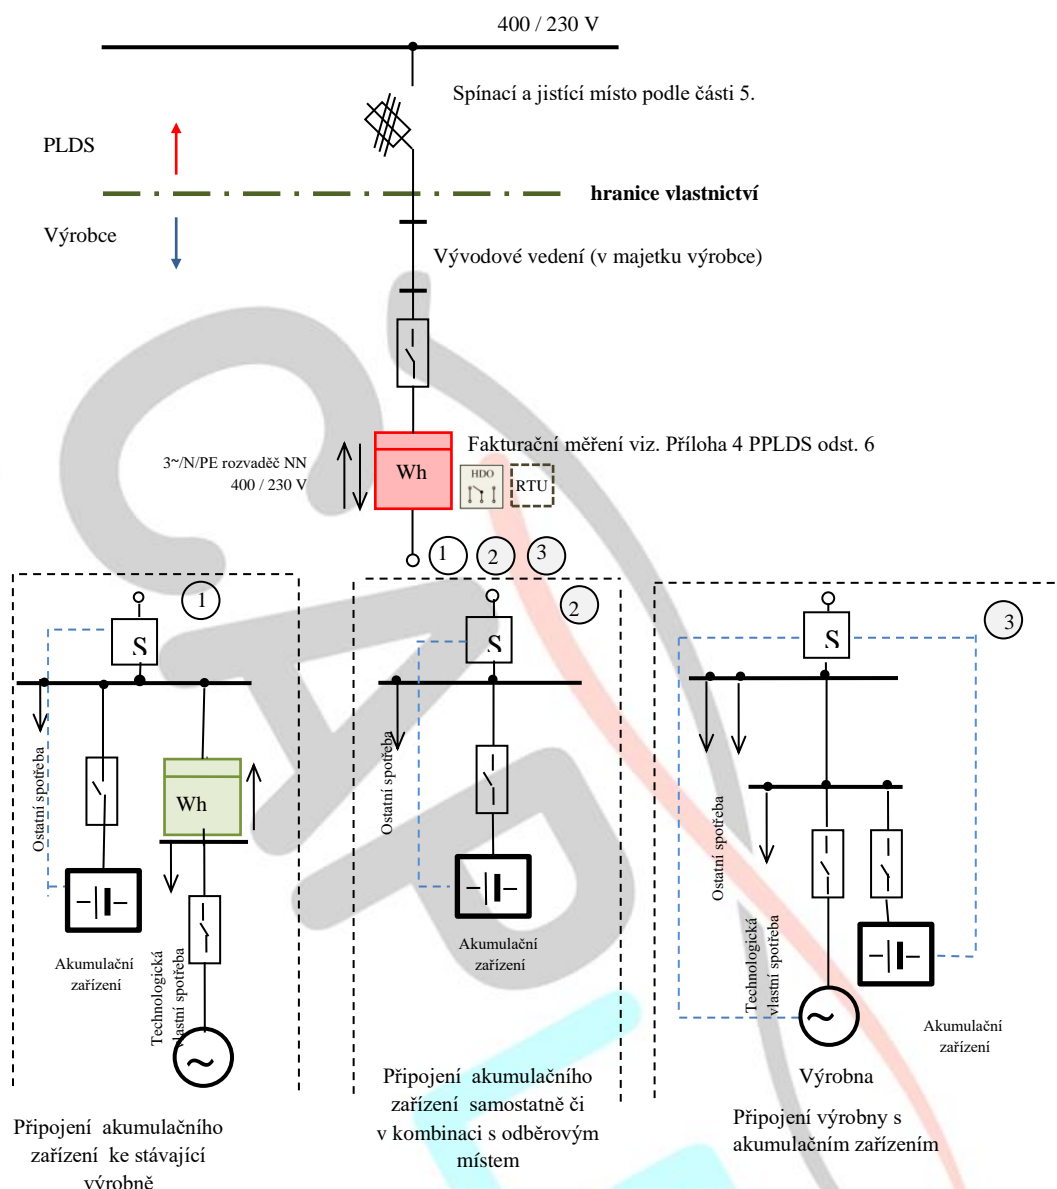 400 / 230 V
Spínací a jistící místo podle části 5.
PLDS
hranice vlastnictví
Výrobce
Vývodové vedení (v majetku výrobce)
Fakturační měření viz. Příloha 4 PPLDS odst. 6
3~/N/PE rozvaděč NN
400 / 230 V
Wh
HDO
RTU
1
2
3
1
S
Ostatní spotřeba
Wh
Akumulační
zařízení
Technologická
vlastní spotřeba
~
Připojení akumulačního
zařízení ke stávající
výrobně
2
S
Ostatní spotřeba
Akumulační
zařízení
Připojení akumulačního
zařízení samostatně či
v kombinaci s odběrovým
místem
3
S
Ostatní spotřeba
Technologická
vlastní spotřeba
~
Akumulační
zařízení
Výrobna
Připojení výrobny s
akumulačním zařízením